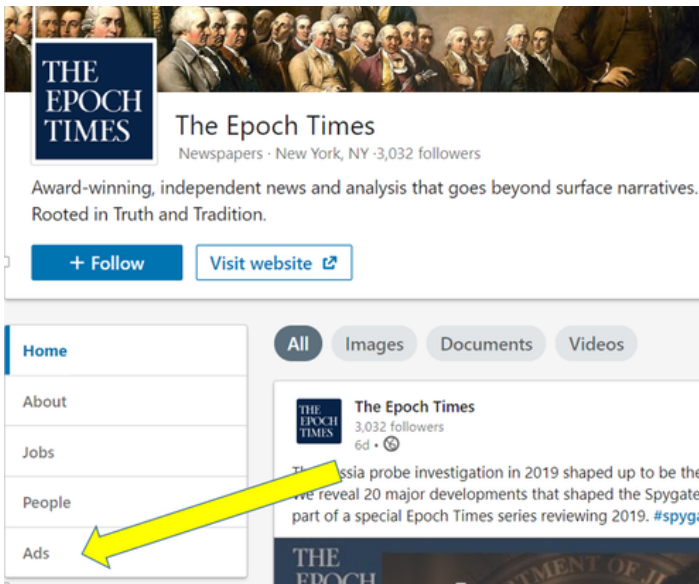 THE
EPOCH
TIMES
The Epoch Times
Newspapers · New York, NY ·3,032 followers
Award-winning, independent news and analysis that goes beyond surface narratives.
Rooted in Truth and Tradition.
+ Follow
Visit website
Home
About
Jobs
People
Ads
All
Images
Documents
Videos
THE
EPOCH
TIMES
The Epoch Times
3,032 followers
6d •
probe investigation in 2019 shaped up to be the
reveal 20 major developments that shaped the Spygate
part of a special Epoch Times series reviewing 2019. #spyga
THE
EPOCH